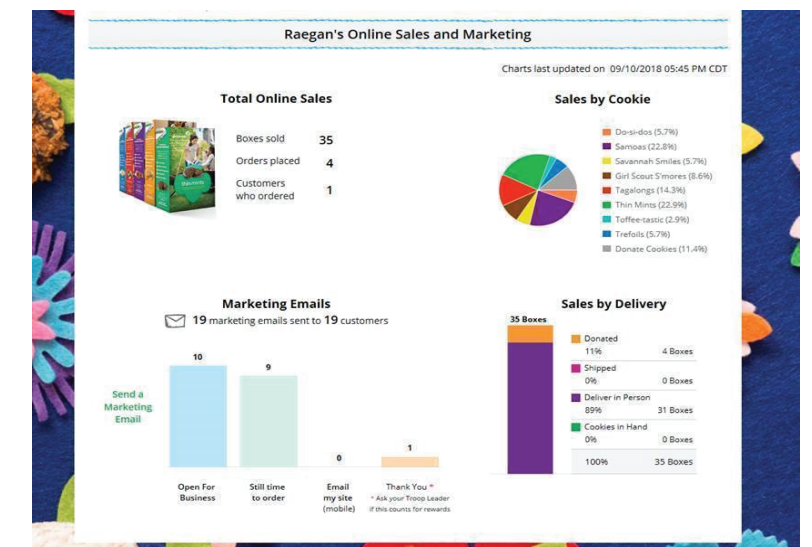 Raegan's Online Sales and Marketing
Charts last updated on 09/10/2018 05:45 PM CDT
Total Online Sales
Boxes sold 35
Orders placed 4
Customers
who ordered 1
Sales by Cookie
Do-si-dos (5.7%)
Samoas (22.8%)
Savannah Smiles (5.7%)
Girl Scout S'mores (8.6%)
Tagalongs (14.3%)
Thin Mints (22.9%)
Toffee-tastic (2.9%)
Trefoils (5.7%)
Donate Cookies (11.4%)
Marketing Emails
19 marketing emails sent to 19 customers
Send a
Marketing
Email
10
9
0
1
Open For
Business
Still time
to order
Email
my site
(mobile)
Thank You *
* Ask your Troop Leader
if this counts for rewards
Sales by Delivery
35 Boxes
Donated
11% 4 Boxes
Shipped
0% 0 Boxes
Deliver in Person
89% 31 Boxes
Cookies in Hand
0% 0 Boxes
100% 35 Boxes